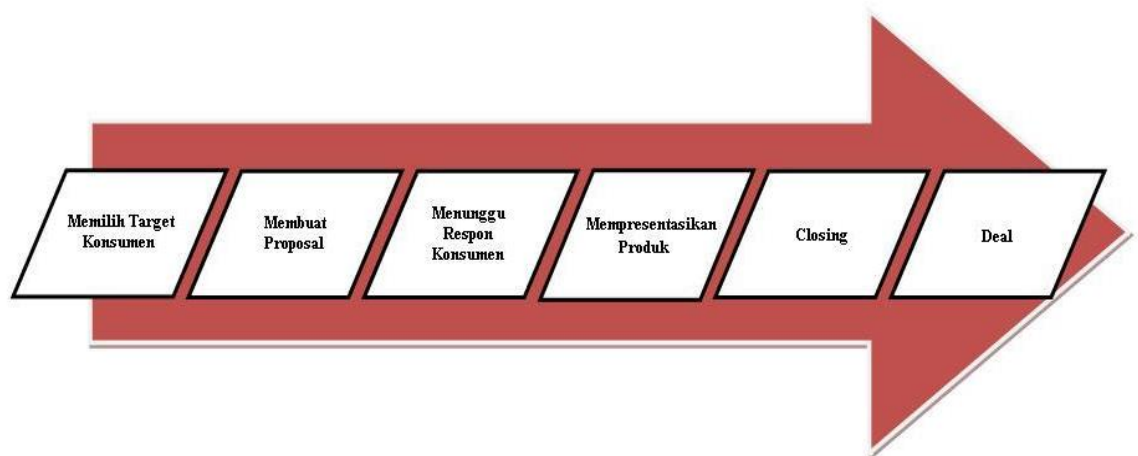 Memilih Target
Konsumen
Membuat
Proposal
Menunggu
Respon
Konsumen
Mempresentasikan
Produk
Closing
Deal